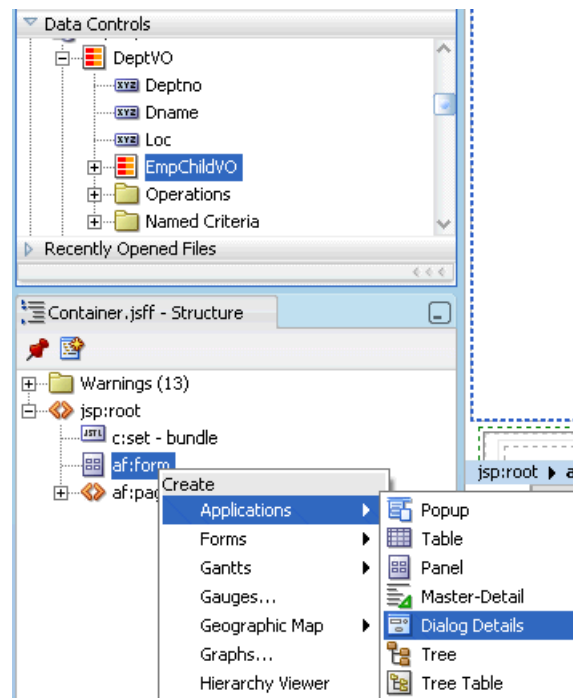 Data Controls
DeptVO
Deptno
Dname
Loc
EmpChildVO
Operations
Named Criteria
Recently Opened Files
Container.jsff - Structure
Warnings (13)
jsp:root
c:set - bundle
af:form
af:pag
jsp:root
Create
Applications
Forms
Gantts
Gauges...
Geographic Map
Graphs...
Hierarchy Viewer
Popup
Table
Panel
Master-Detail
Dialog Details
Tree
Tree Table